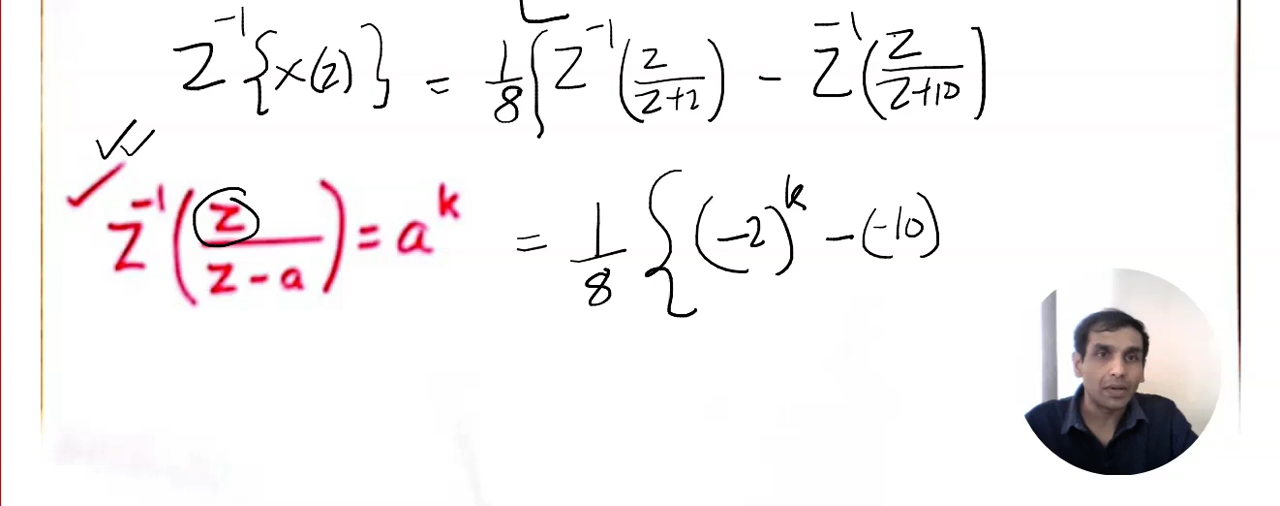 Z⁻¹{X(z)} = 1/8 { Z⁻¹(z/(z+2)) - Z⁻¹(z/(z+10)) ]
Z⁻¹(z/(z-a)) = aᵏ = 1/8 { (-2)ᵏ - (-10)